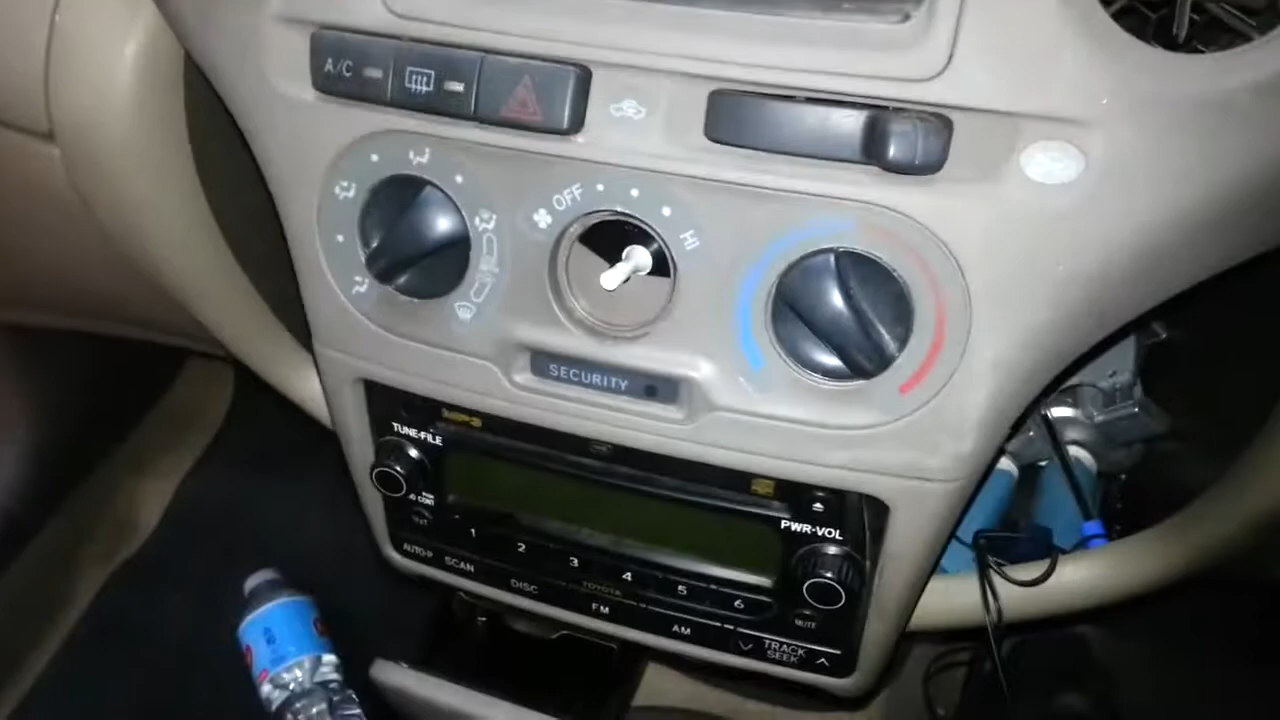 A/C
OFF
HI
SECURITY
MP3
TUNE•FILE
PWR•VOL
1
2
3
4
5
6
AUTO-P
SCAN
DISC
TOYOTA
FM
AM
MUTE
TRACK
SEEK